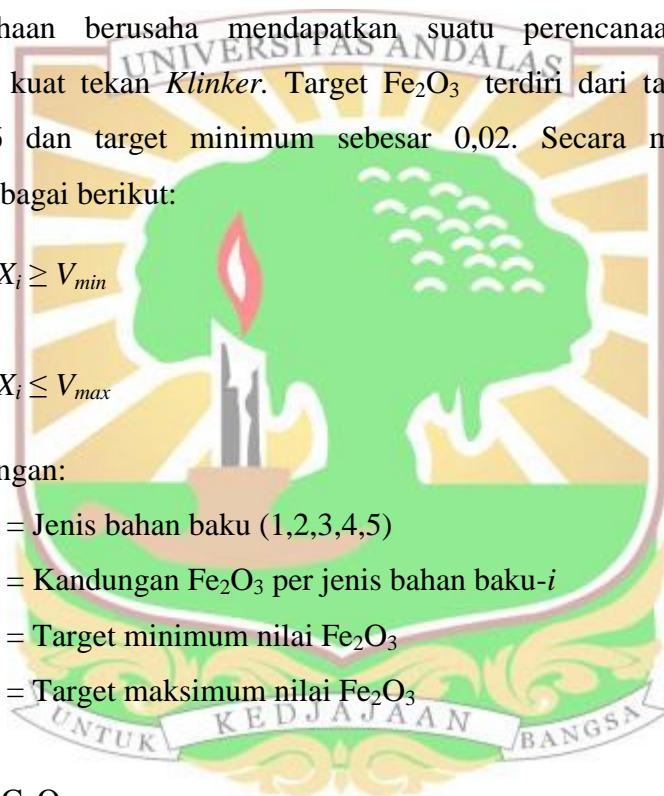 UNIVERSITAS ANDALAS
haan berusaha mendapatkan suatu perencanaa
kuat tekan Klinker. Target Fe2O3 terdiri dari ta
dan target minimum sebesar 0,02. Secara m
bagai berikut:
Xi ≥ Vmin
Xi ≤ Vmax
ngan:
= Jenis bahan baku (1,2,3,4,5)
= Kandungan Fe2O3 per jenis bahan baku-i
= Target minimum nilai Fe2O3
= Target maksimum nilai Fe2O3
UNTUK KEDJAJAAN BANGSA